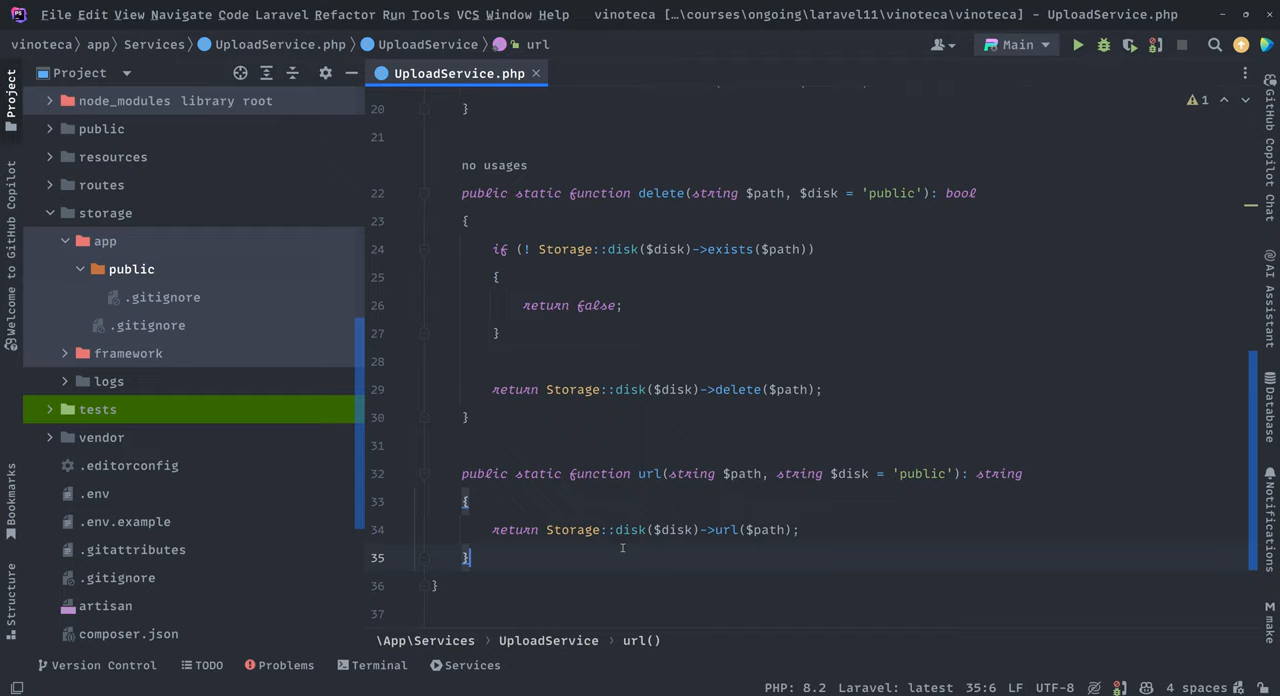 File Edit View Navigate Code Laravel Refactor Run Tools VCS Window Help vinoteca […\courses\ongoing\laravel11\vinoteca\vinoteca] - UploadService.php
vinoteca app Services UploadService.php UploadService url
Main
Project
UploadService.php
node_modules library root
public
resources
routes
storage
app
public
.gitignore
.gitignore
framework
logs
tests
vendor
.editorconfig
.env
.env.example
.gitattributes
.gitignore
artisan
composer.json
1
20 }
21
no usages
22 public static function delete(string $path, $disk = 'public'): bool
23 {
24 if (! Storage::disk($disk)->exists($path))
25 {
26 return false;
27 }
28
29 return Storage::disk($disk)->delete($path);
30 }
31
32 public static function url(string $path, string $disk = 'public'): string
33 {
34 return Storage::disk($disk)->url($path);
35 }
36 }
37
\App\Services › UploadService › url()
Project
Welcome to GitHub Copilot
Bookmarks
Structure
GitHub Copilot Chat
AI Assistant
Database
Notifications
M make
Version Control TODO Problems Terminal Services
PHP: 8.2 Laravel: latest 35:6 LF UTF-8 4 spaces